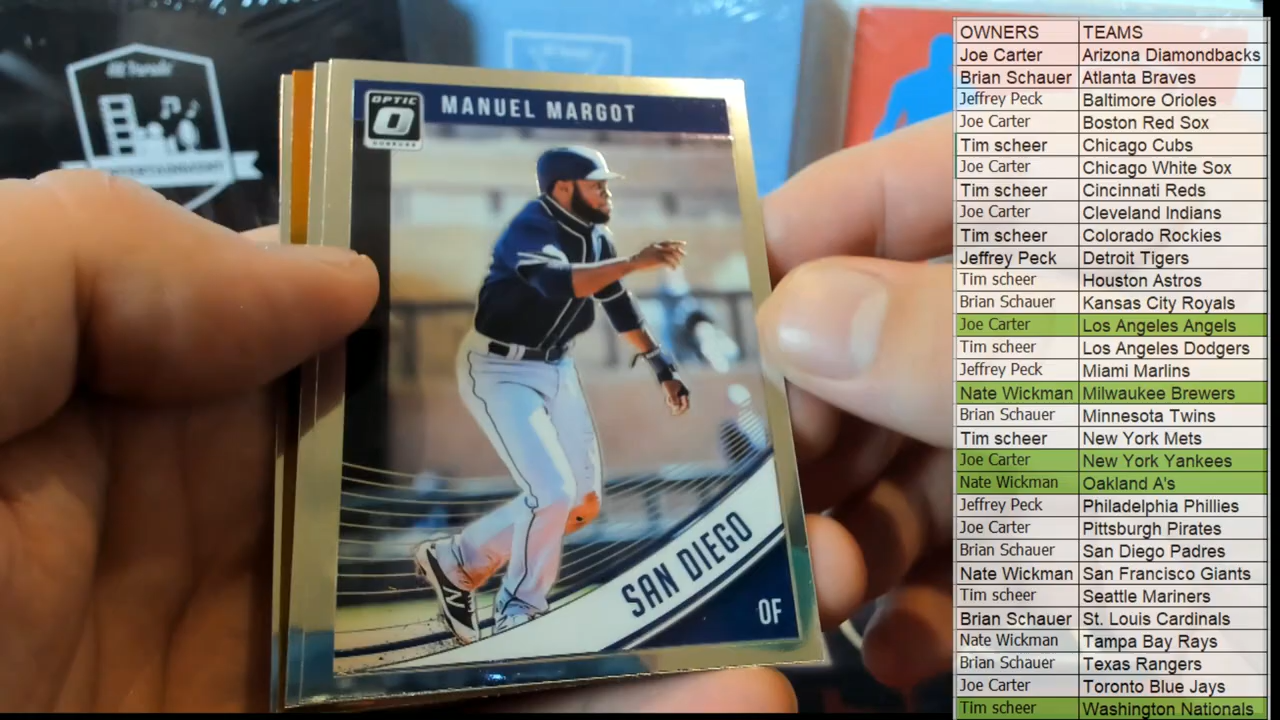 OPTIC
DONRUSS
MANUEL MARGOT
SAN DIEGO
OF
N
OWNERS TEAMS
Joe Carter Arizona Diamondbacks
Brian Schauer Atlanta Braves
Jeffrey Peck Baltimore Orioles
Joe Carter Boston Red Sox
Tim scheer Chicago Cubs
Joe Carter Chicago White Sox
Tim scheer Cincinnati Reds
Joe Carter Cleveland Indians
Tim scheer Colorado Rockies
Jeffrey Peck Detroit Tigers
Tim scheer Houston Astros
Brian Schauer Kansas City Royals
Joe Carter Los Angeles Angels
Tim scheer Los Angeles Dodgers
Jeffrey Peck Miami Marlins
Nate Wickman Milwaukee Brewers
Brian Schauer Minnesota Twins
Tim scheer New York Mets
Joe Carter New York Yankees
Nate Wickman Oakland A's
Jeffrey Peck Philadelphia Phillies
Joe Carter Pittsburgh Pirates
Brian Schauer San Diego Padres
Nate Wickman San Francisco Giants
Tim scheer Seattle Mariners
Brian Schauer St. Louis Cardinals
Nate Wickman Tampa Bay Rays
Brian Schauer Texas Rangers
Joe Carter Toronto Blue Jays
Tim scheer Washington Nationals